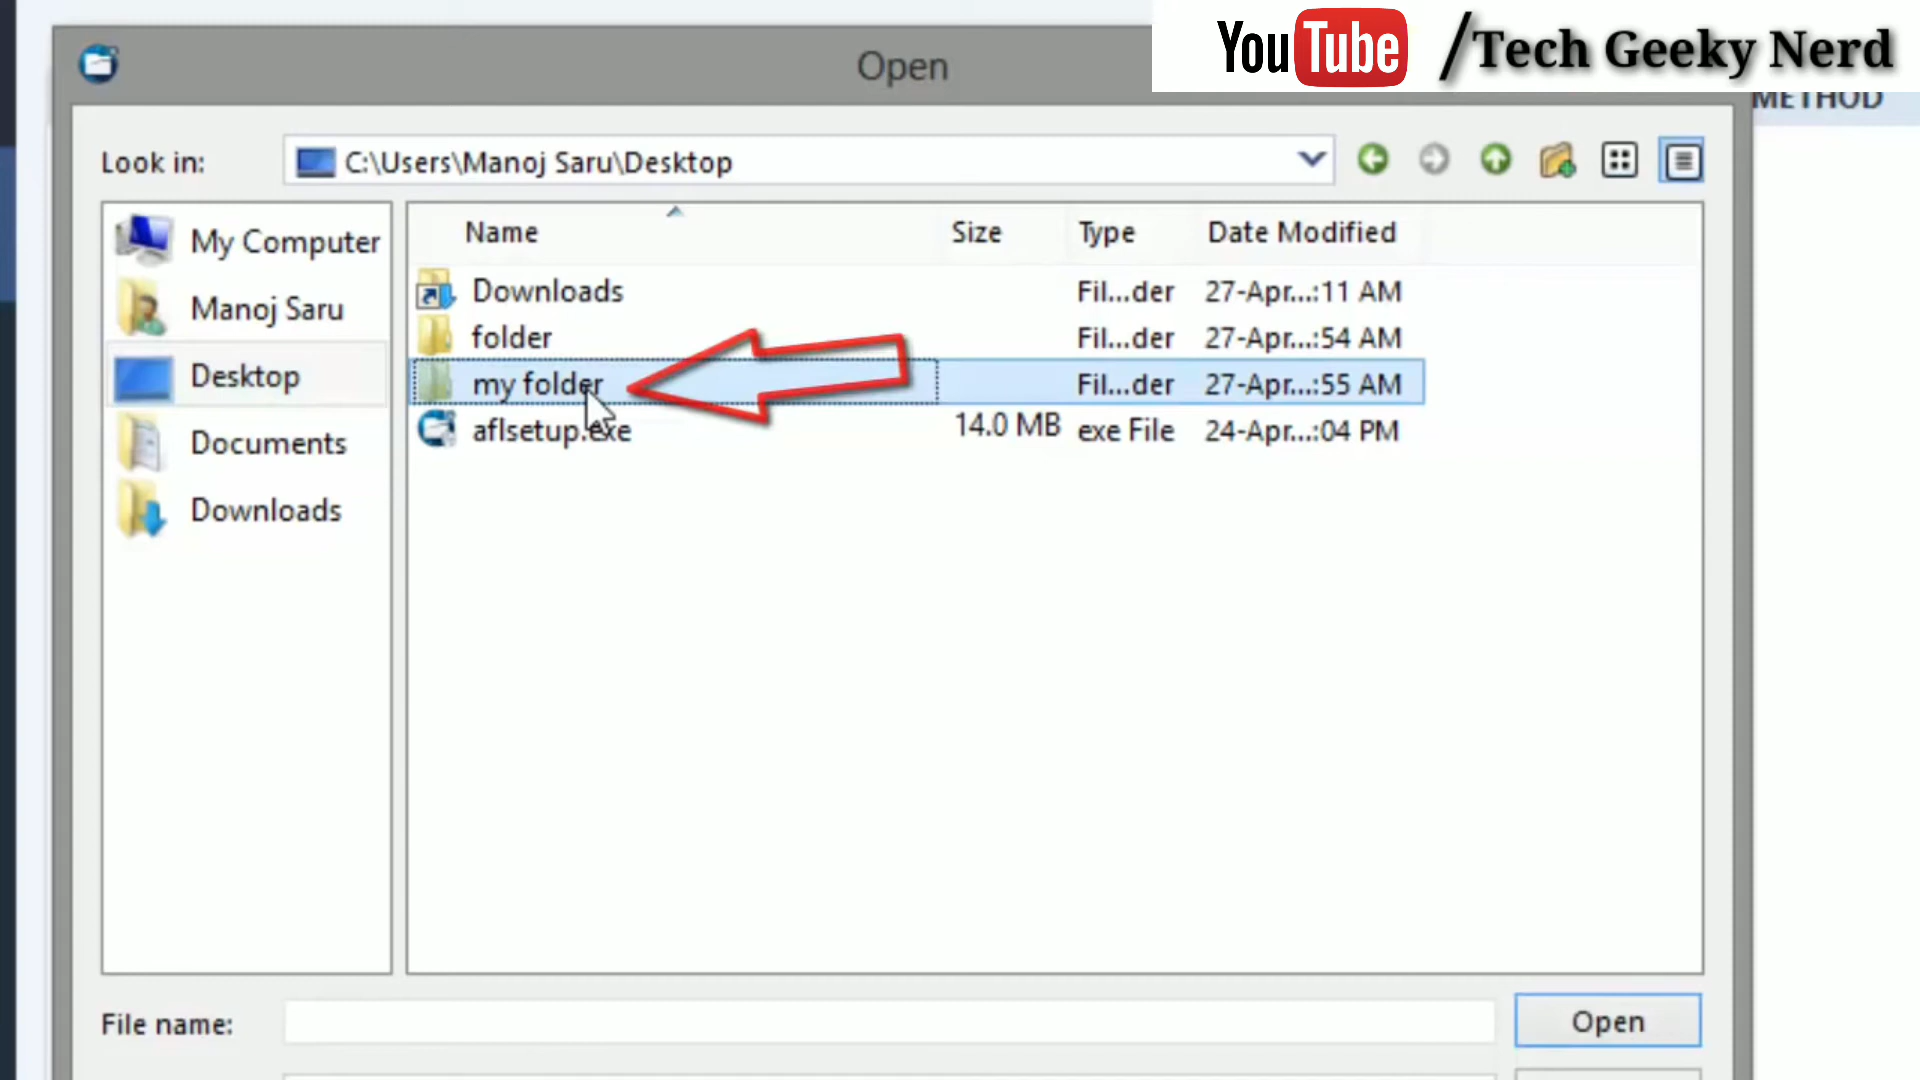 YouTube /Tech Geeky Nerd
Open
METHOD
Look in: C:\Users\Manoj Saru\Desktop
My Computer
Manoj Saru
Desktop
Documents
Downloads
Name Size Type Date Modified
Downloads Fil...der 27-Apr...:11 AM
folder Fil...der 27-Apr...:54 AM
my folder Fil...der 27-Apr...:55 AM
aflsetup.exe 14.0 MB exe File 24-Apr...:04 PM
File name: Open